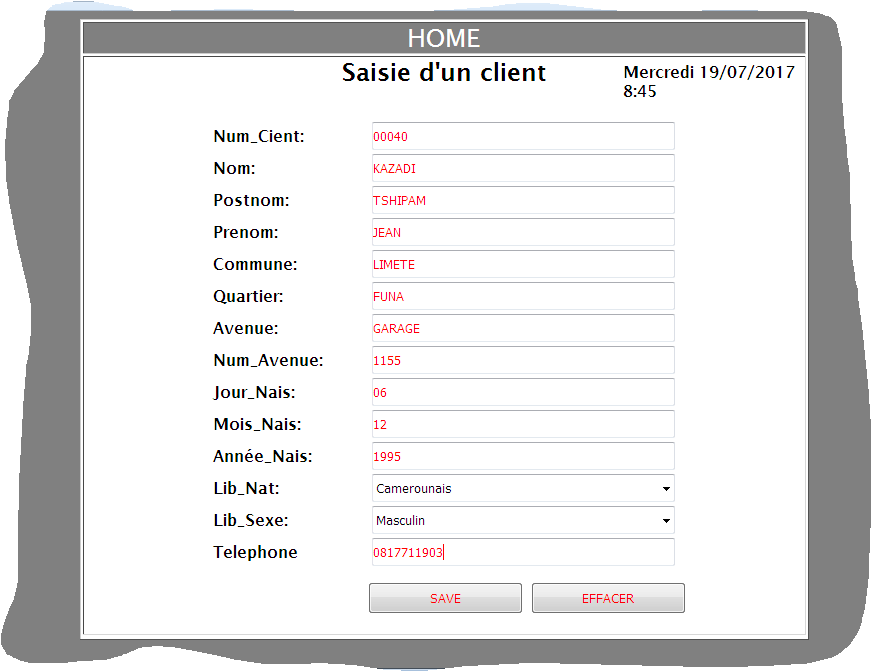 HOME
Saisie d'un client
Mercredi 19/07/2017
8:45
Num_Cient: 00040
Nom: KAZADI
Postnom: TSHIPAM
Prenom: JEAN
Commune: LIMETE
Quartier: FUNA
Avenue: GARAGE
Num_Avenue: 1155
Jour_Nais: 06
Mois_Nais: 12
Année_Nais: 1995
Lib_Nat: Camerounais
Lib_Sexe: Masculin
Telephone 0817711903
SAVE EFFACER